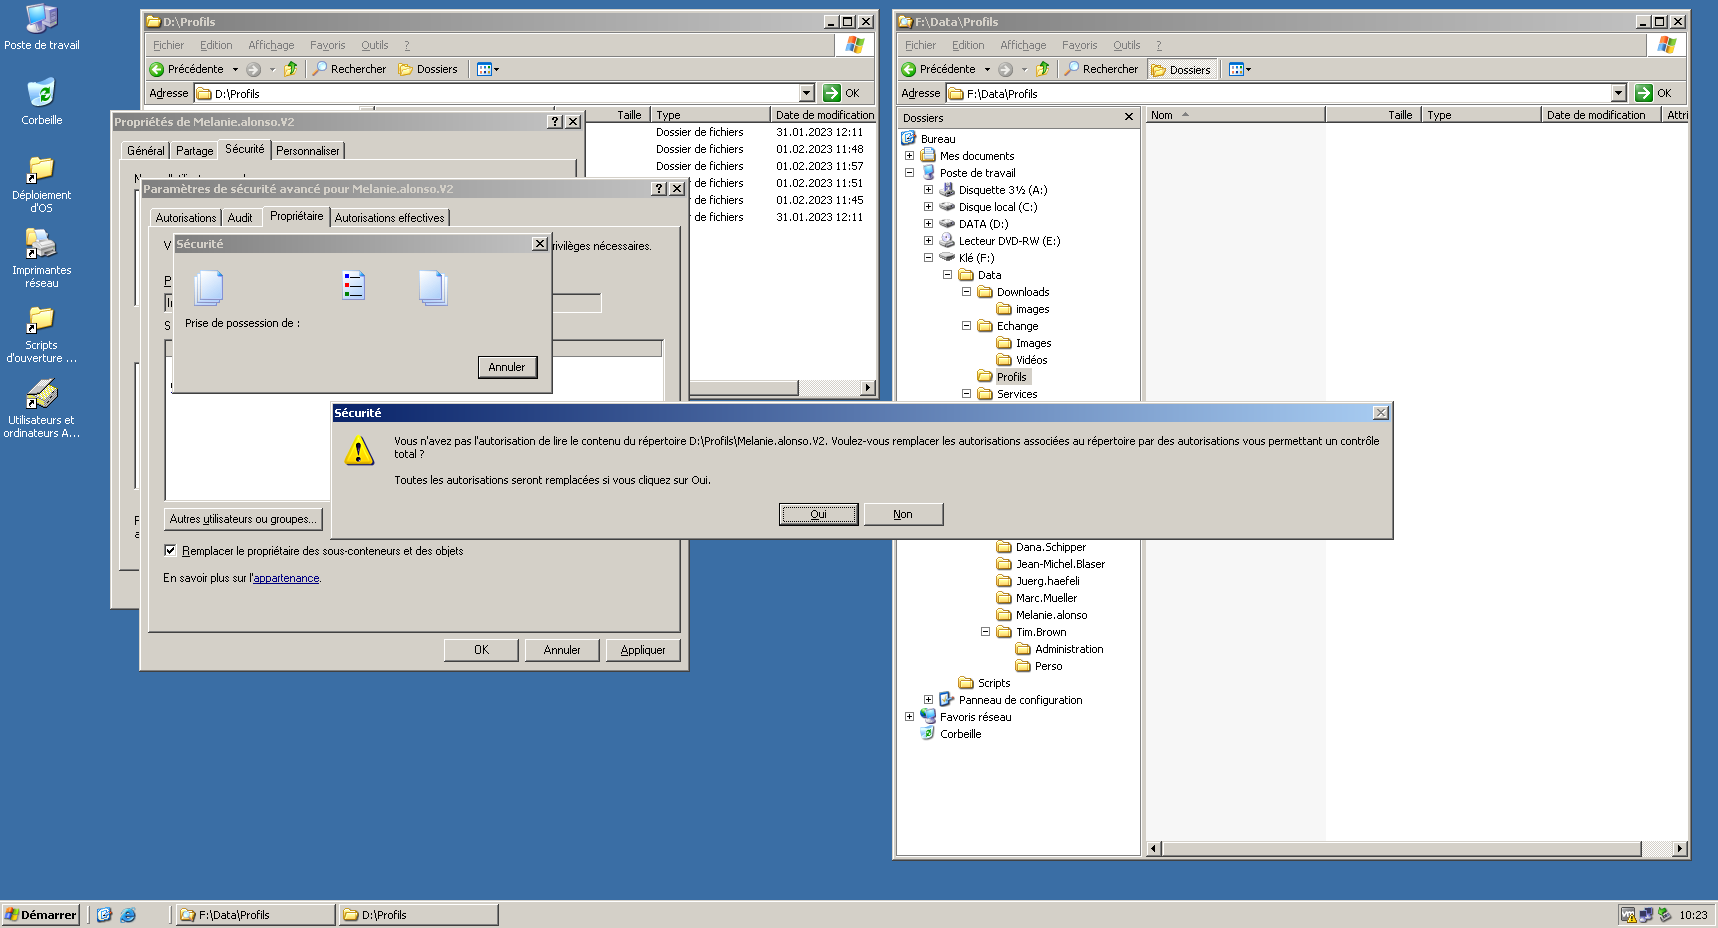 Poste de travail
Corbeille
Déploiement
d'OS
Imprimantes
réseau
Scripts
d'ouverture ...
Utilisateurs et
ordinateurs A...
D:\Profils
Fichier Edition Affichage Favoris Outils ?
Précédente Rechercher Dossiers
Adresse D:\Profils OK
Taille Type Date de modification
Dossier de fichiers 31.01.2023 12:11
Dossier de fichiers 01.02.2023 11:48
Dossier de fichiers 01.02.2023 11:57
Dossier de fichiers 01.02.2023 11:51
Dossier de fichiers 01.02.2023 11:45
Dossier de fichiers 31.01.2023 12:11
Propriétés de Melanie.alonso.V2
Général Partage Sécurité Personnaliser
Paramètres de sécurité avancé pour Melanie.alonso.V2
Autorisations Audit Propriétaire Autorisations effectives
rivilèges nécessaires.
Sécurité
Prise de possession de :
Annuler
Autres utilisateurs ou groupes...
Remplacer le propriétaire des sous-conteneurs et des objets
En savoir plus sur l'appartenance.
OK Annuler Appliquer
Sécurité
Vous n'avez pas l'autorisation de lire le contenu du répertoire D:\Profils\Melanie.alonso.V2. Voulez-vous remplacer les autorisations associées au répertoire par des autorisations vous permettant un contrôle
total ?
Toutes les autorisations seront remplacées si vous cliquez sur Oui.
Oui Non
F:\Data\Profils
Fichier Edition Affichage Favoris Outils ?
Précédente Rechercher Dossiers
Adresse F:\Data\Profils OK
Dossiers
Nom Taille Type Date de modification Attri
Bureau
Mes documents
Poste de travail
Disquette 3½ (A:)
Disque local (C:)
DATA (D:)
Lecteur DVD-RW (E:)
Klé (F:)
Data
Downloads
images
Echange
Images
Vidéos
Profils
Services
Dana.Schipper
Jean-Michel.Blaser
Juerg.haefeli
Marc.Mueller
Melanie.alonso
Tim.Brown
Administration
Perso
Scripts
Panneau de configuration
Favoris réseau
Corbeille
Démarrer F:\Data\Profils D:\Profils 10:23